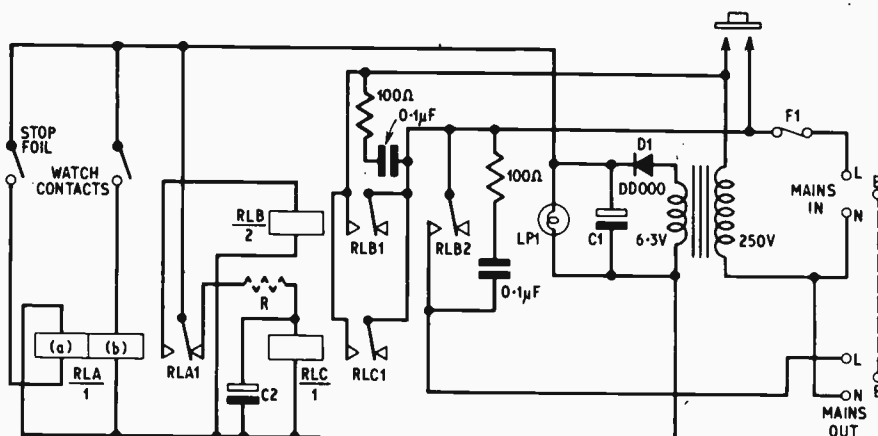 STOP
FOIL
WATCH
CONTACTS
RLB
2
RLA1
R
(a)
(b)
RLA
1
C2
RLC
1
100Ω
0·1µF
RLB1
RLC1
RLB2
100Ω
0·1µF
LP1
C1
D1
DD000
6·3V
250V
F1
L
MAINS
IN
N
E
L
N
MAINS
OUT
E